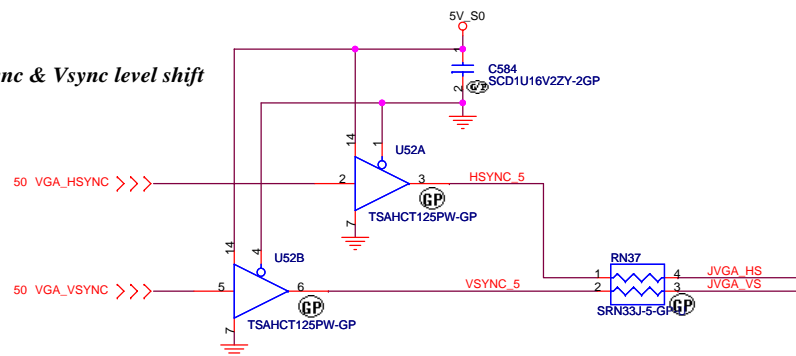 5V_S0
nc & Vsync level shift
1
C584
SCD1U16V2ZY-2GP
2
14
1
U52A
50 VGA_HSYNC
2
3
HSYNC_5
GP
TSAHCT125PW-GP
7
14
4
U52B
RN37
1
4
JVGA_HS
50 VGA_VSYNC
5
6
VSYNC_5
2
3
JVGA_VS
GP
TSAHCT125PW-GP
SRN33J-5-GP-U
GP
7